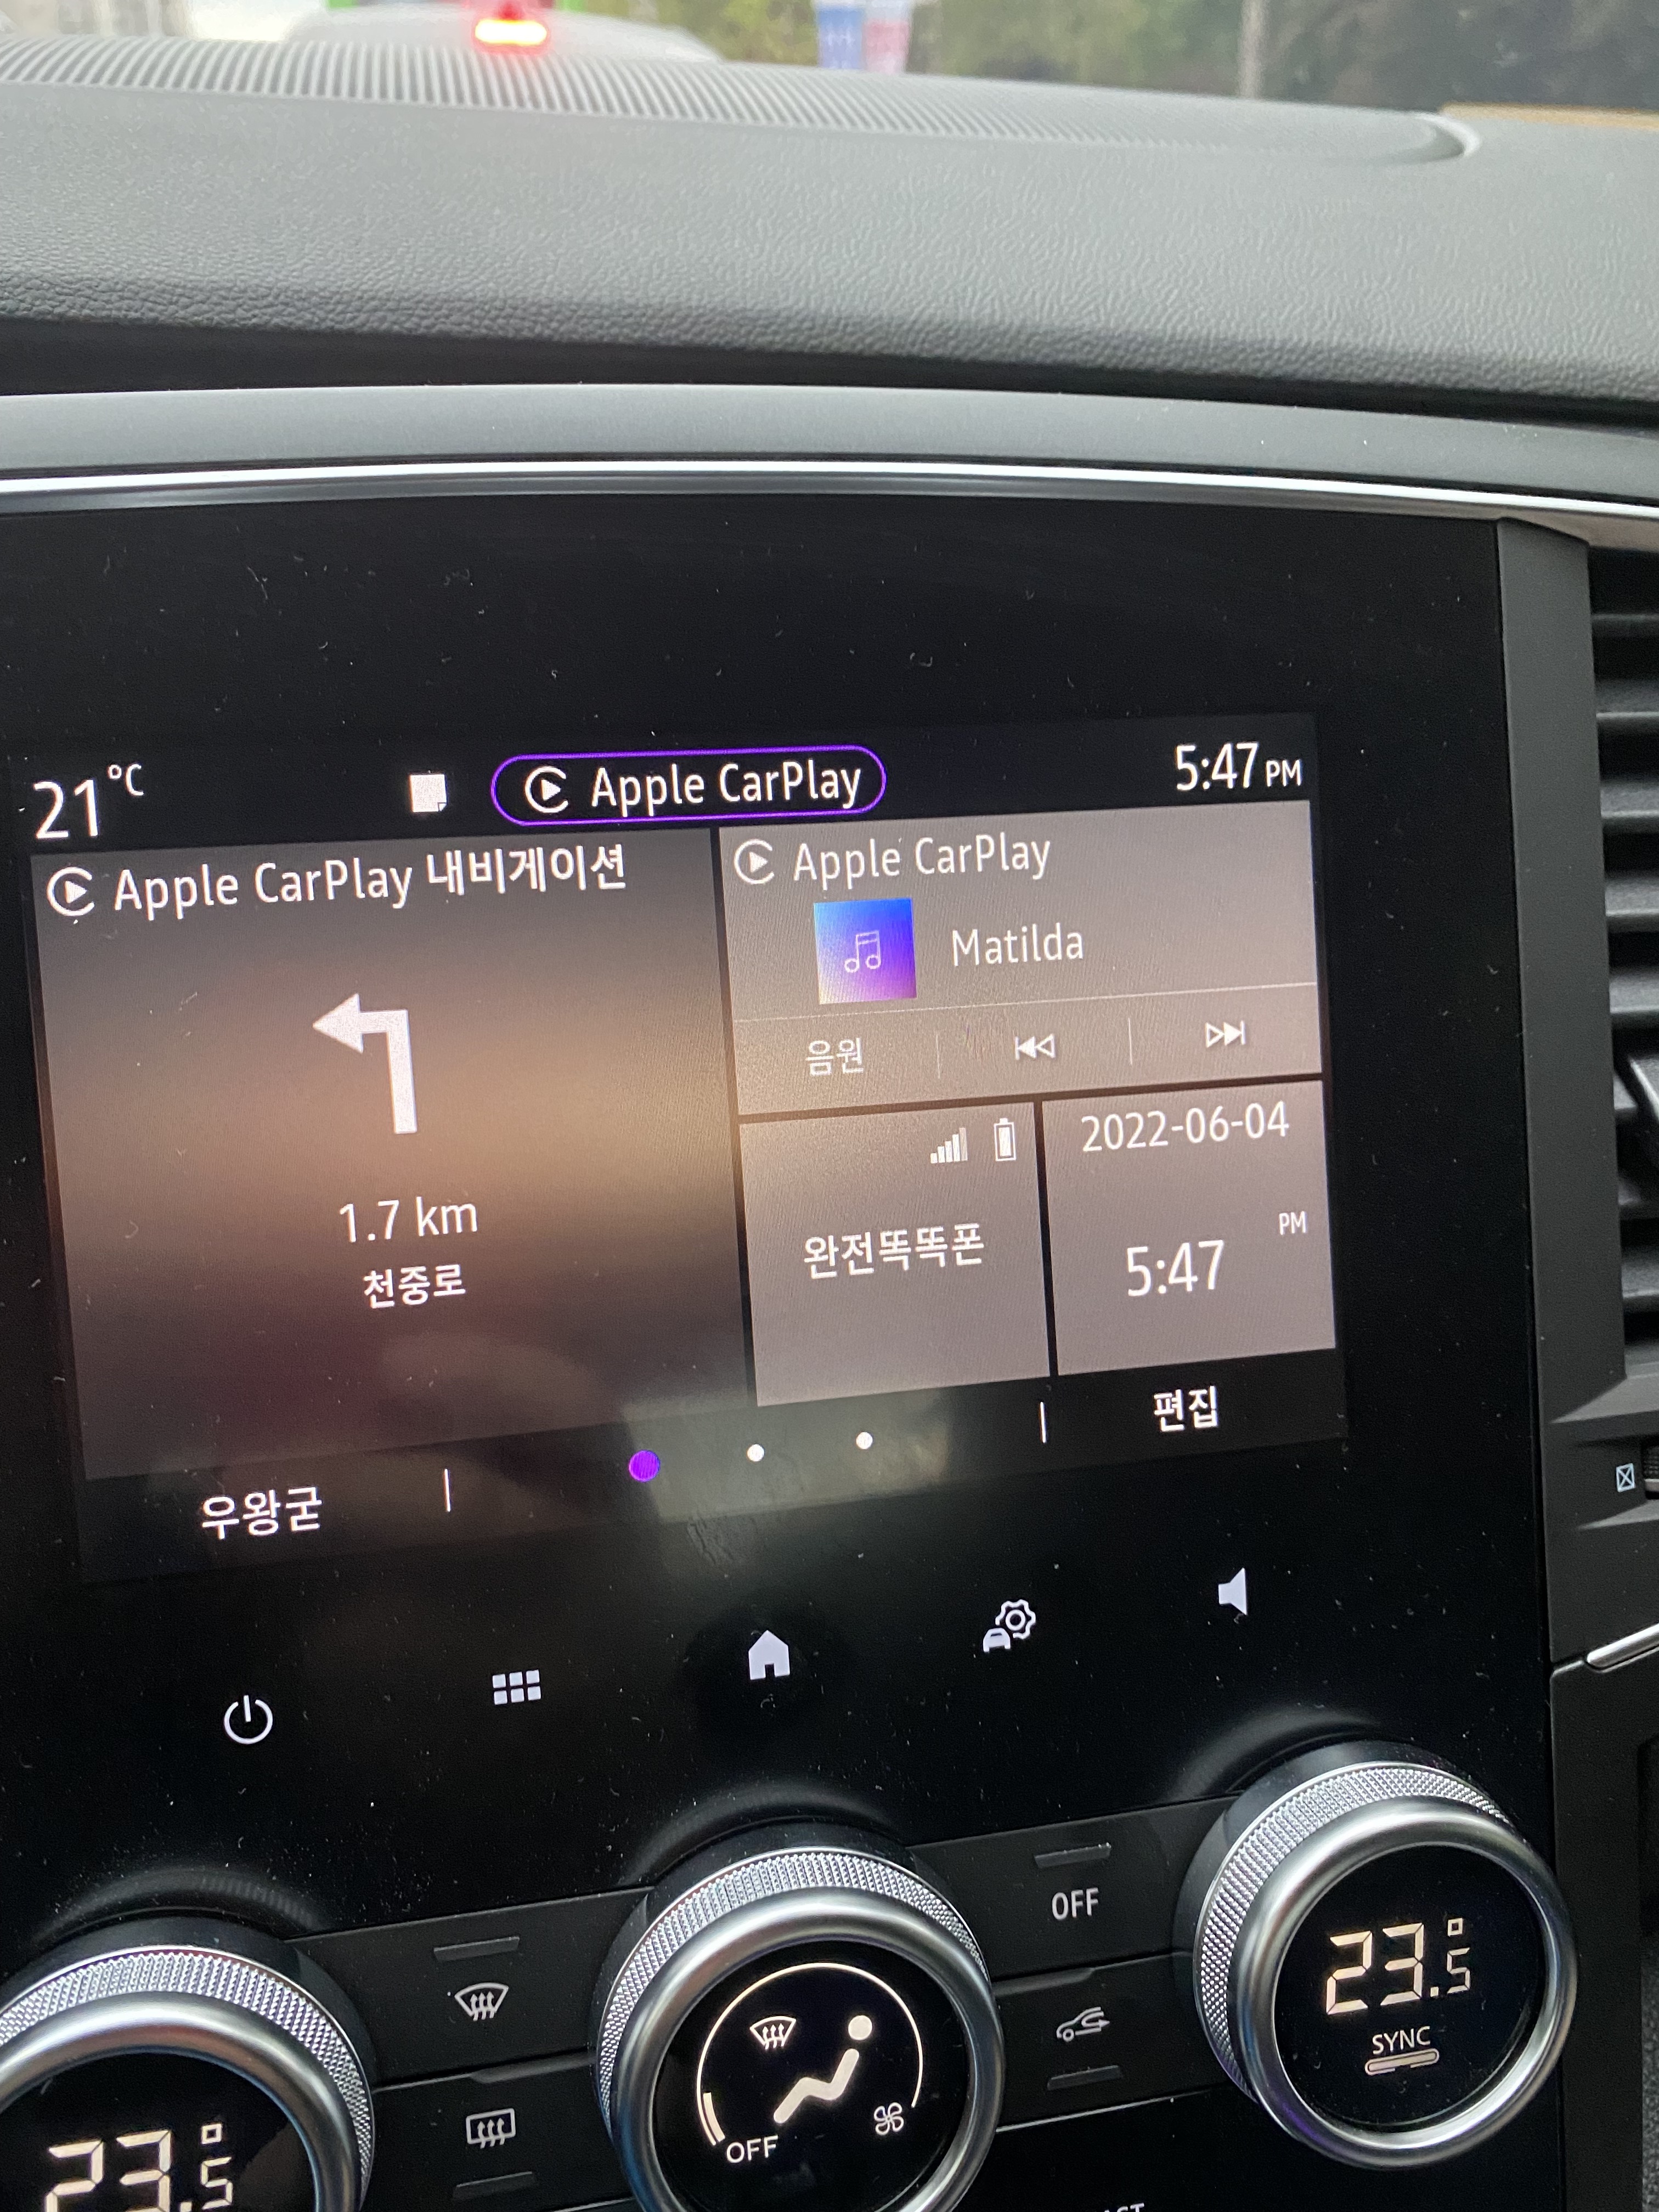 21°C
Apple CarPlay
5:47 PM
Apple CarPlay 내비게이션
1.7 km
천중로
Apple CarPlay
Matilda
음원
완전똑똑폰
2022-06-04
PM
5:47
우왕굳
편집
OFF
23.5°
SYNC
OFF
23.5°